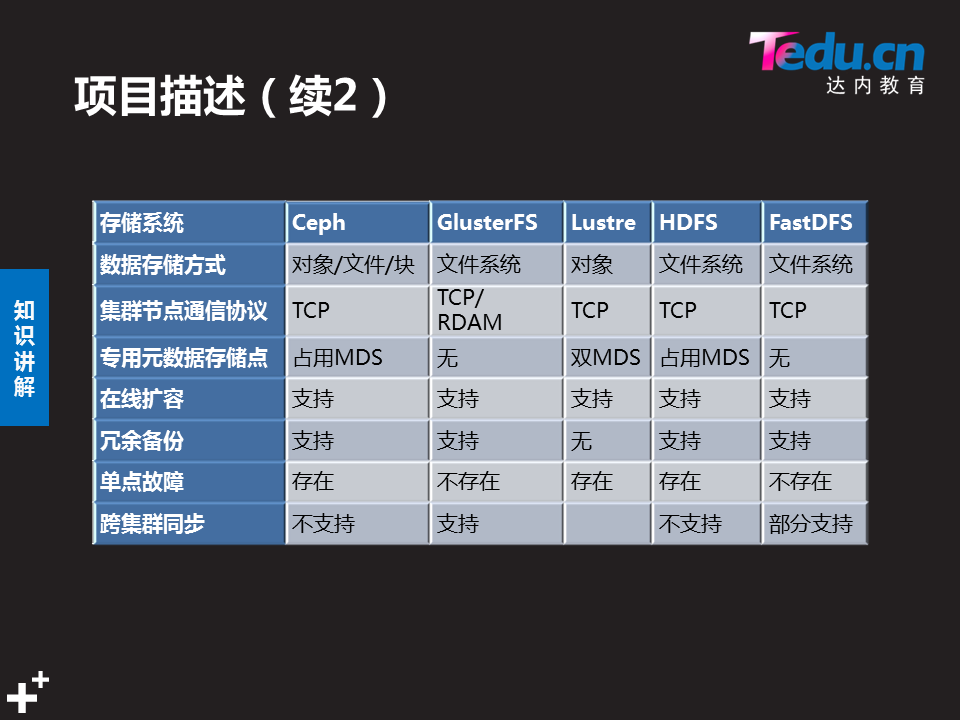 Tedu.cn
达内教育
项目描述（续2）
知识讲解
存储系统 Ceph GlusterFS Lustre HDFS FastDFS
数据存储方式 对象/文件/块 文件系统 对象 文件系统 文件系统
集群节点通信协议 TCP TCP/ RDAM TCP TCP TCP
专用元数据存储点 占用MDS 无 双MDS 占用MDS 无
在线扩容 支持 支持 支持 支持 支持
冗余备份 支持 支持 无 支持 支持
单点故障 存在 不存在 存在 存在 不存在
跨集群同步 不支持 支持 不支持 部分支持